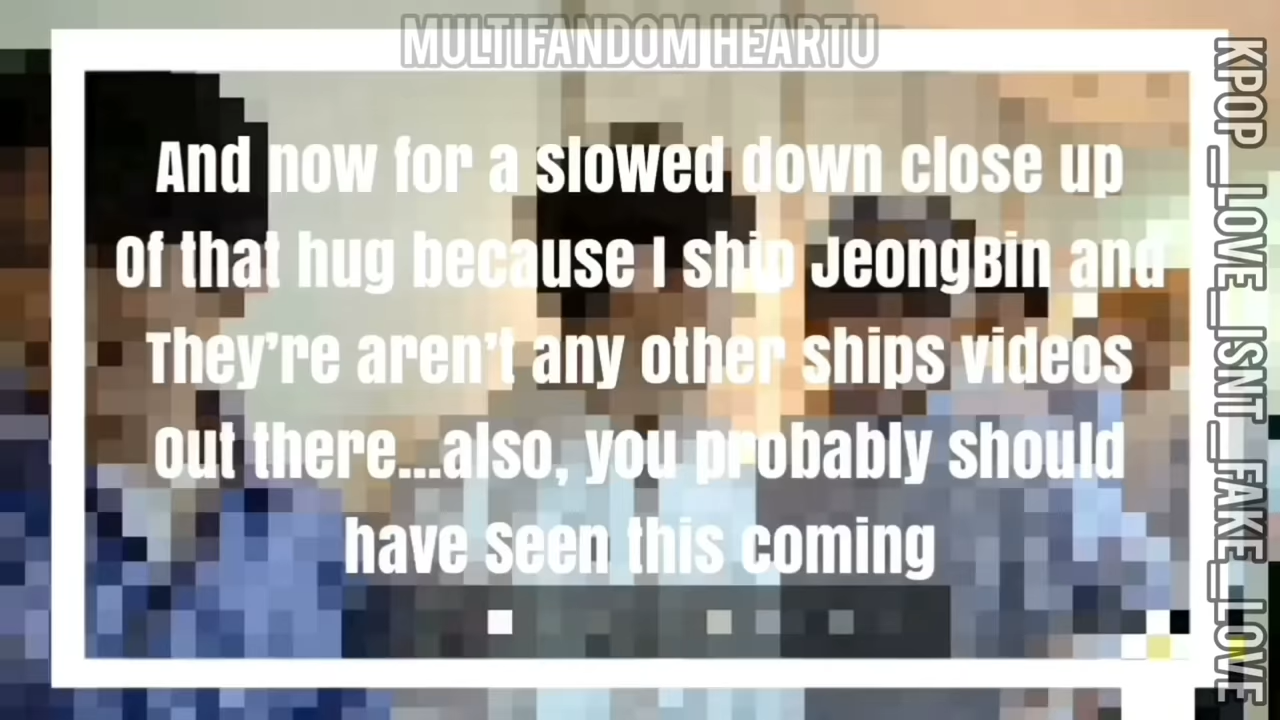 MULTIFANDOM HEARTU
And now for a slowed down close up
Of that hug because I ship JeongBin and
They're aren't any other ships videos
Out there...also, you probably should
have Seen this coming
KPOP_LOVE_ISNT_FAKE_LOVE